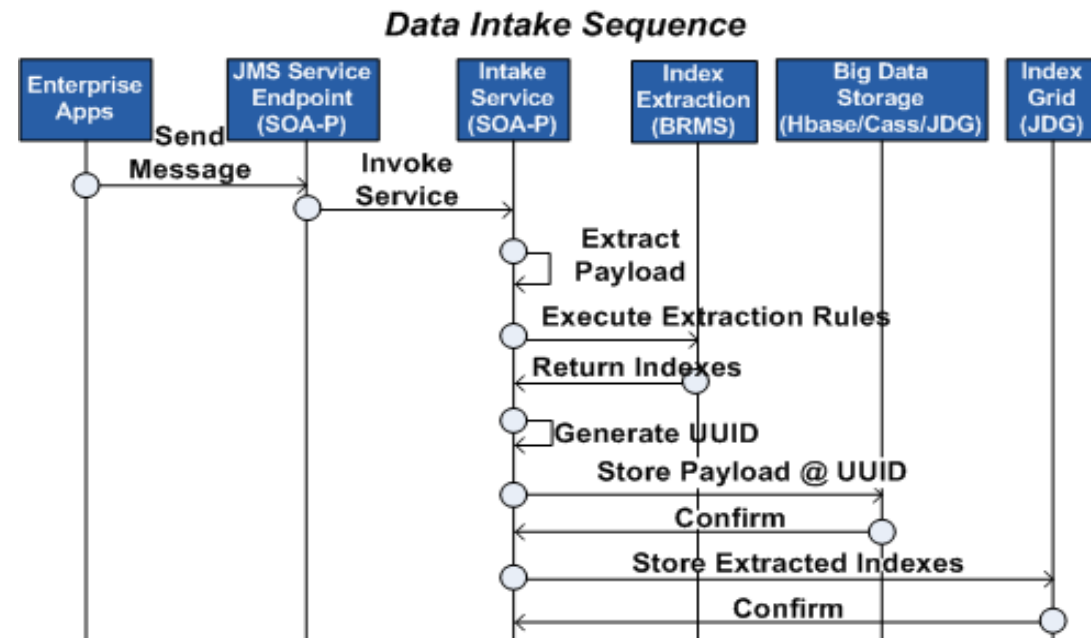 Data Intake Sequence
Enterprise
Apps
JMS Service
Endpoint
(SOA-P)
Intake
Service
(SOA-P)
Index
Extraction
(BRMS)
Big Data
Storage
(Hbase/Cass/JDG)
Index
Grid
(JDG)
Send
Message
Invoke
Service
Extract
Payload
Execute Extraction Rules
Return Indexes
Generate UUID
Store Payload @ UUID
Confirm
Store Extracted Indexes
Confirm